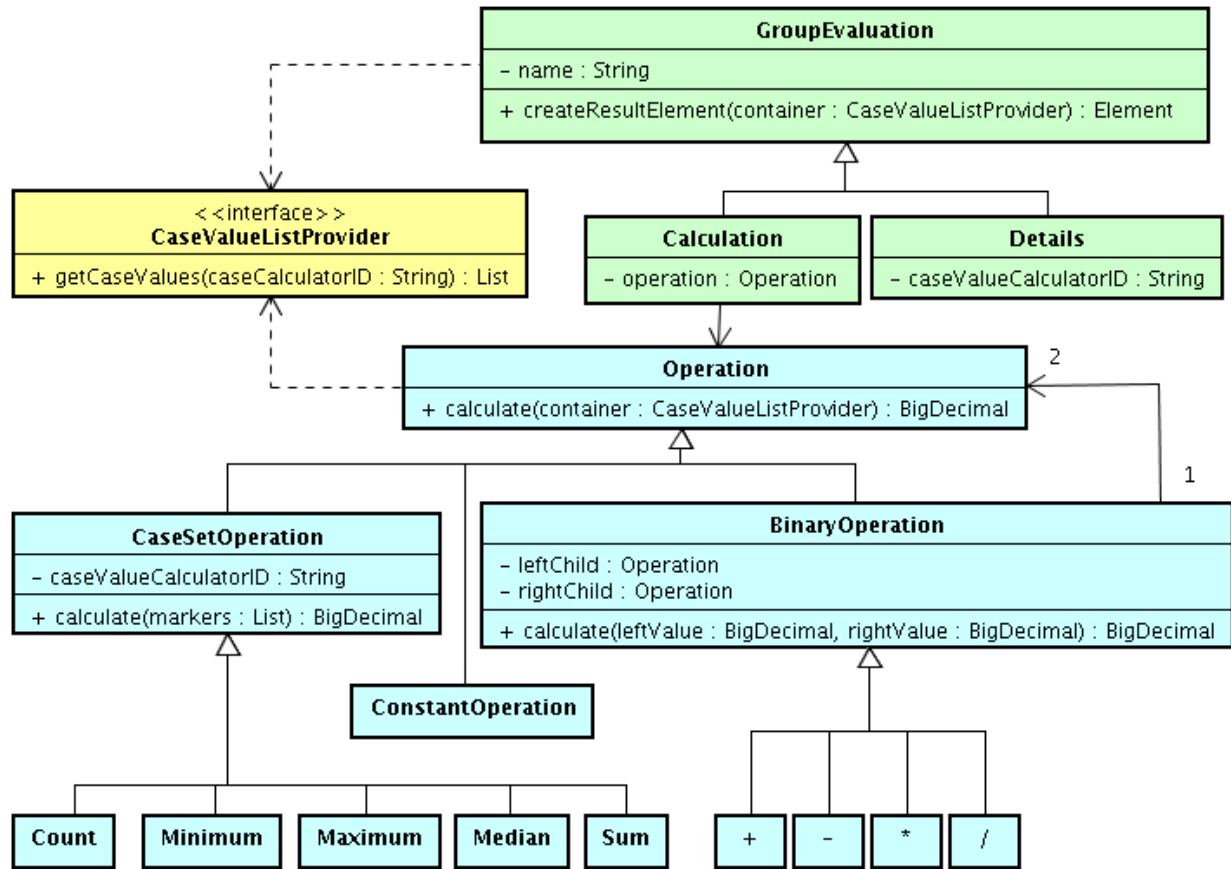 GroupEvaluation
– name : String
+ createResultElement(container : CaseValueListProvider) : Element
< <interface> >
CaseValueListProvider
+ getCaseValues(caseCalculatorID : String) : List
Calculation
– operation : Operation
Details
– caseValueCalculatorID : String
Operation
+ calculate(container : CaseValueListProvider) : BigDecimal
2
1
CaseSetOperation
– caseValueCalculatorID : String
+ calculate(markers : List) : BigDecimal
BinaryOperation
– leftChild : Operation
– rightChild : Operation
+ calculate(leftValue : BigDecimal, rightValue : BigDecimal) : BigDecimal
ConstantOperation
Count
Minimum
Maximum
Median
Sum
+
–
*
/